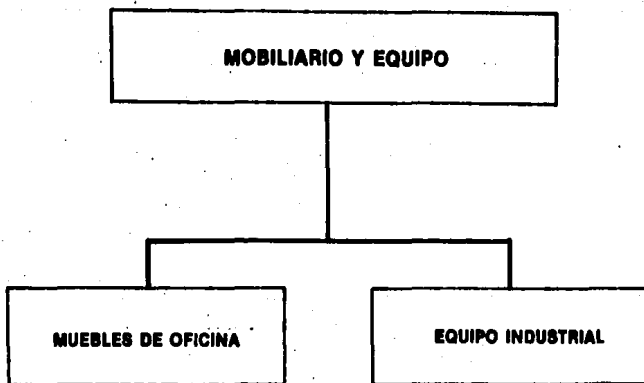 MOBILIARIO Y EQUIPO
MUEBLES DE OFICINA
EQUIPO INDUSTRIAL